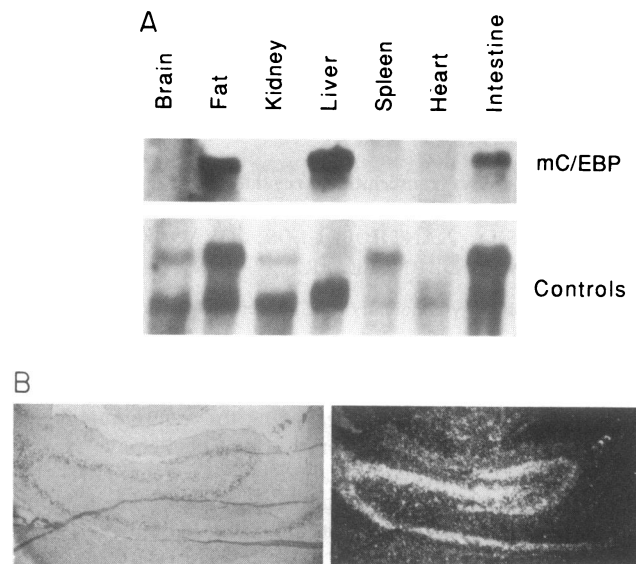 A
Brain
Fat
Kidney
Liver
Spleen
Heart
Intestine
mC/EBP
Controls
B